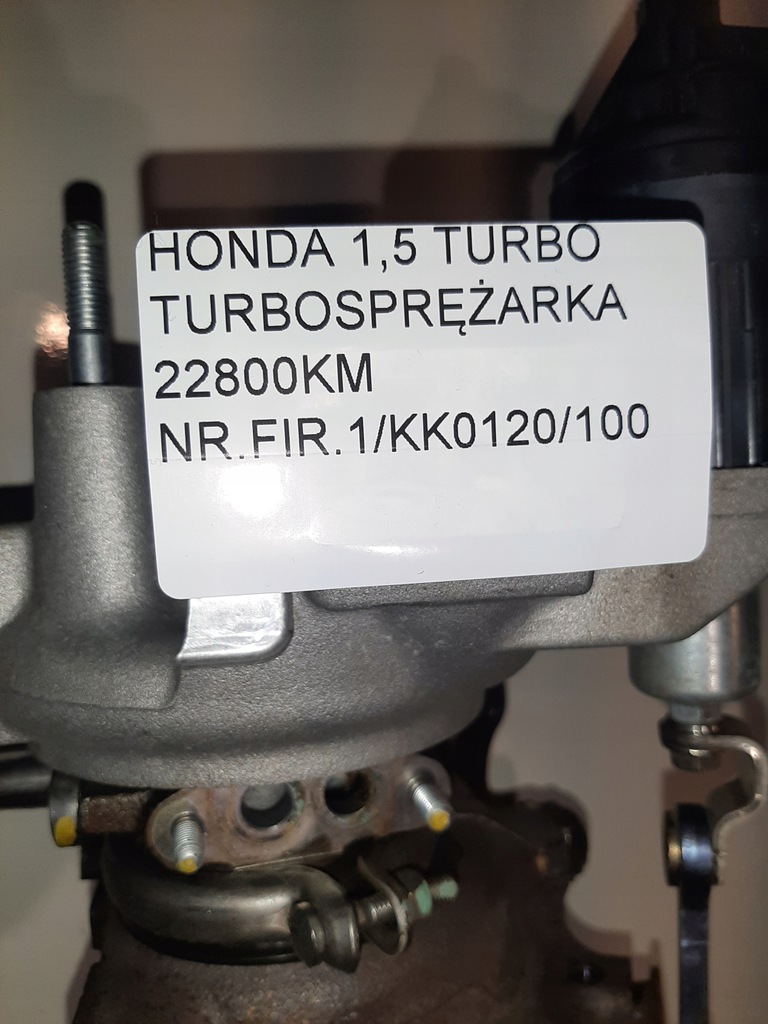 HONDA 1,5 TURBO
TURBOSPRĘŻARKA
22800KM
NR.FIR.1/KK0120/100